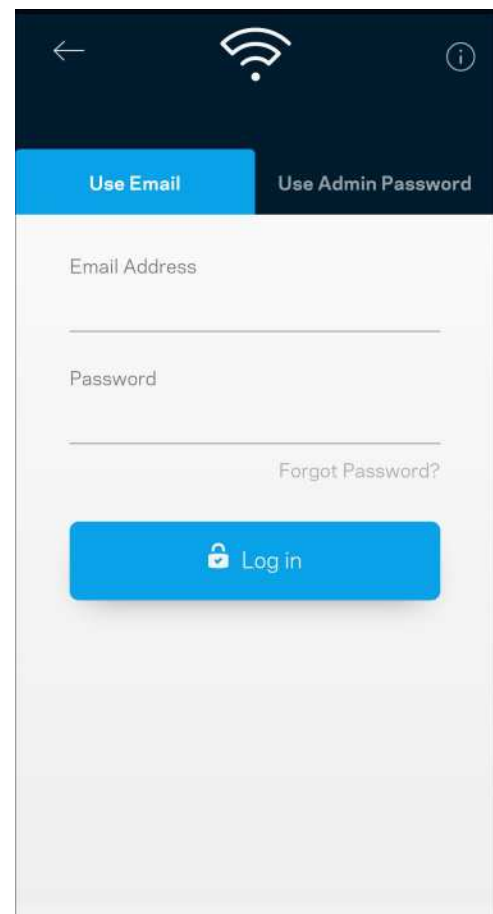 Use Email
Use Admin Password
Email Address
Password
Forgot Password?
Log in